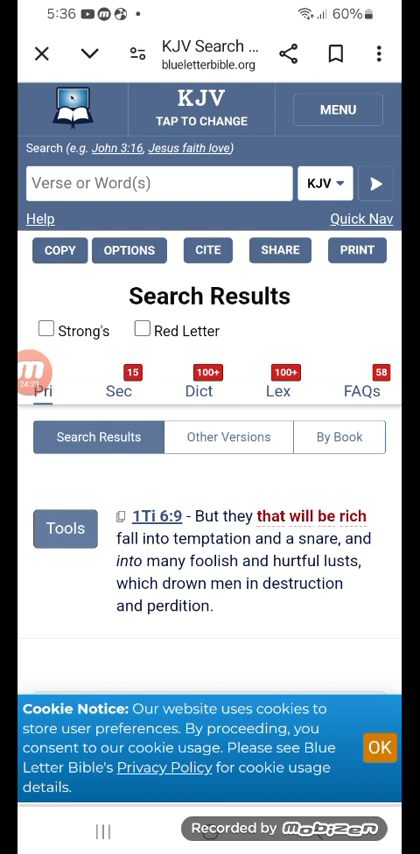 5:36
60%
KJV Search ...
blueletterbible.org
KJV
TAP TO CHANGE
MENU
Search (e.g. John 3:16, Jesus faith love)
Verse or Word(s)
KJV
Help
Quick Nav
COPY
OPTIONS
CITE
SHARE
PRINT
Search Results
Strong's
Red Letter
15
100+
100+
58
24:23
Pri
Sec
Dict
Lex
FAQs
Search Results
Other Versions
By Book
Tools
1Ti 6:9 - But they that will be rich
fall into temptation and a snare, and
into many foolish and hurtful lusts,
which drown men in destruction
and perdition.
Cookie Notice: Our website uses cookies to
store user preferences. By proceeding, you
consent to our cookie usage. Please see Blue
Letter Bible's Privacy Policy for cookie usage
details.
OK
Recorded by mobizen